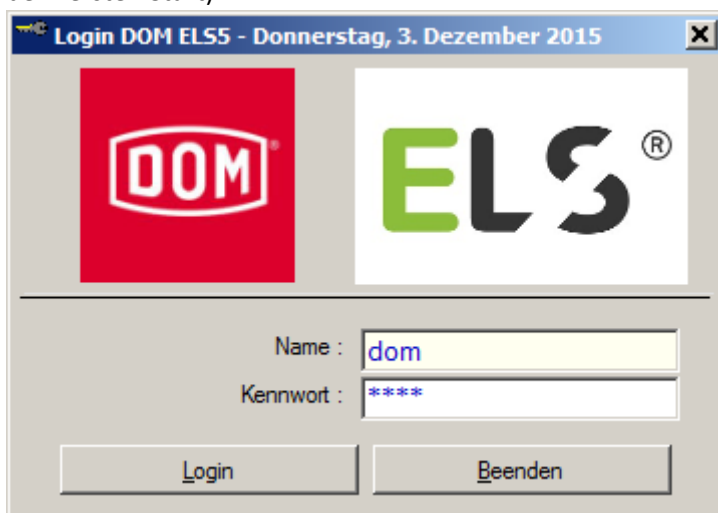 Login DOM ELS5 - Donnerstag, 3. Dezember 2015
DOM® ELS®
Name : dom
Kennwort : ****
Login Beenden